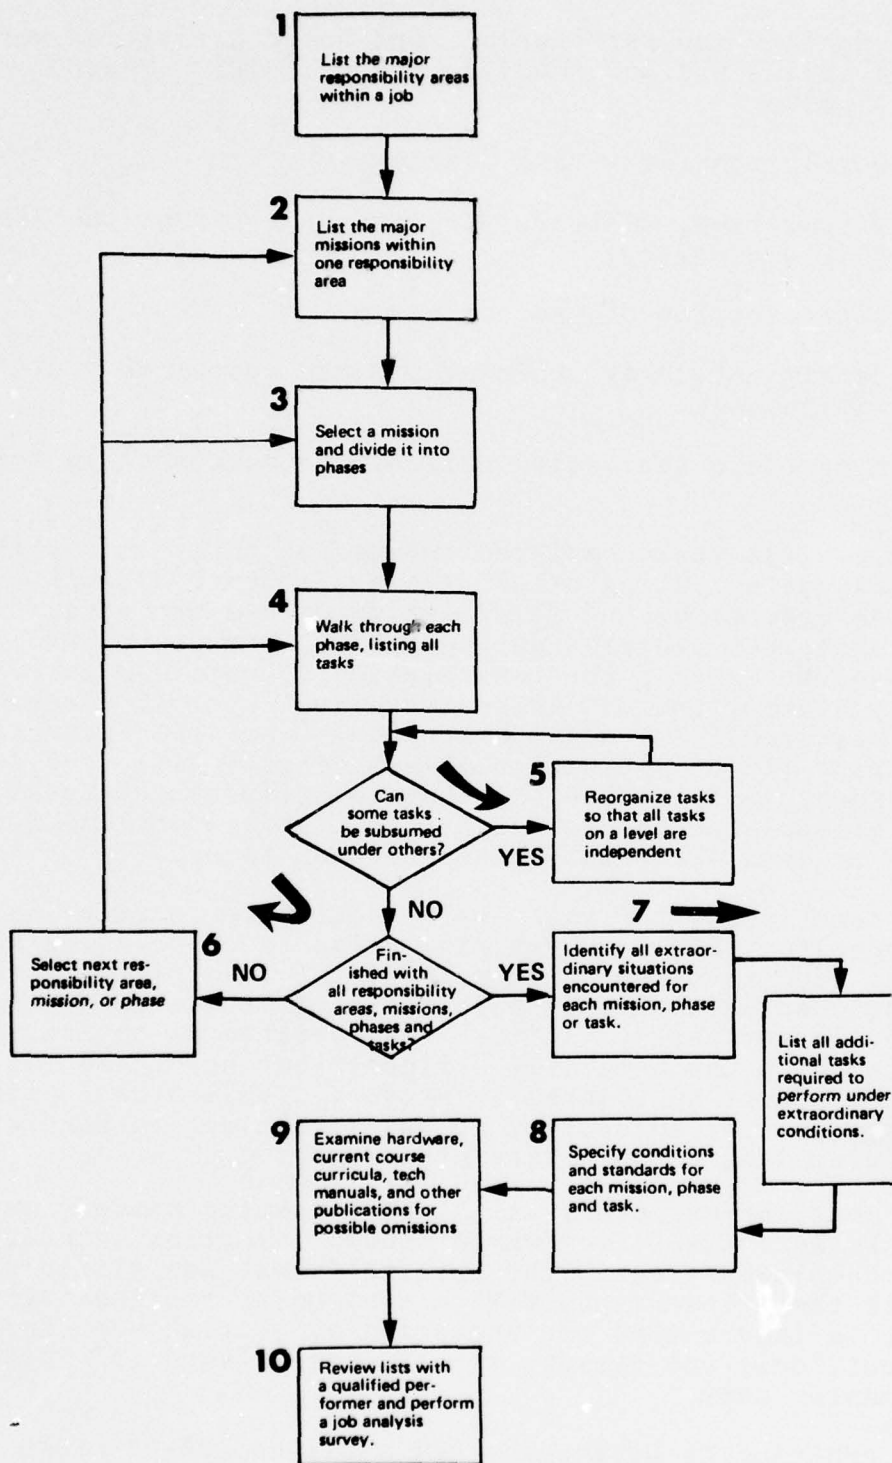 1
List the major
responsibility areas
within a job
2
List the major
missions within
one responsibility
area
3
Select a mission
and divide it into
phases
4
Walk through each
phase, listing all
tasks
Can
some tasks
be subsumed
under others?
YES
5
Reorganize tasks
so that all tasks
on a level are
independent
NO
6
Select next res-
ponsibility area,
mission, or phase
NO
Fin-
ished with
all responsibility
areas, missions,
phases and
tasks?
YES
7
Identify all extraor-
dinary situations
encountered for
each mission, phase
or task.
List all addi-
tional tasks
required to
perform under
extraordinary
conditions.
8
Specify conditions
and standards for
each mission, phase
and task.
9
Examine hardware,
current course
curricula, tech
manuals, and other
publications for
possible omissions
10
Review lists with
a qualified per-
former and perform
a job analysis
survey.